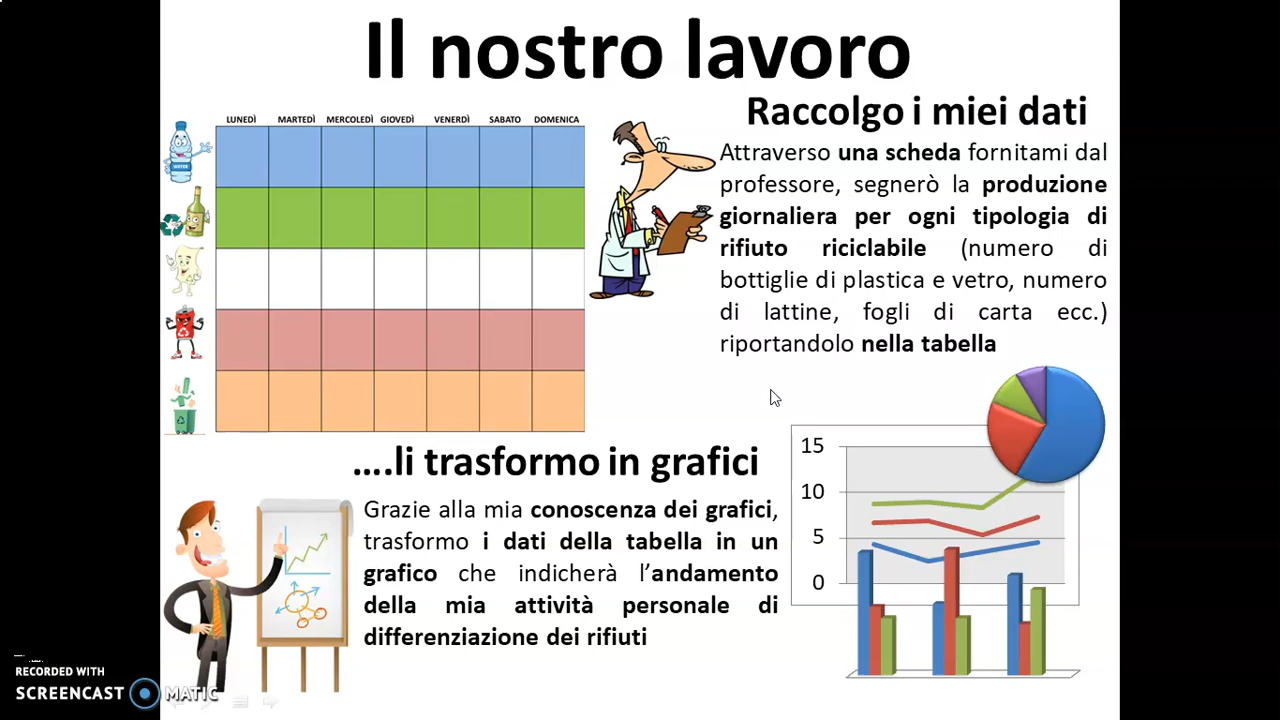 Il nostro lavoro
Raccolgo i miei dati
LUNEDÌ MARTEDÌ MERCOLEDÌ GIOVEDÌ VENERDÌ SABATO DOMENICA
WATER
Attraverso una scheda fornitami dal
professore, segnerò la produzione
giornaliera per ogni tipologia di
rifiuto riciclabile (numero di
bottiglie di plastica e vetro, numero
di lattine, fogli di carta ecc.)
riportandolo nella tabella
….li trasformo in grafici
Grazie alla mia conoscenza dei grafici,
trasformo i dati della tabella in un
grafico che indicherà l’andamento
della mia attività personale di
differenziazione dei rifiuti
15
10
5
0
RECORDED WITH
SCREENCAST MATIC